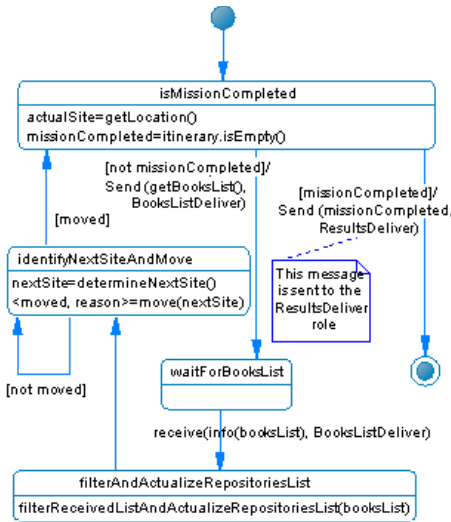 isMissionCompleted
actualSite=getLocation()
missionCompleted=itinerary.isEmpty()
[not missionCompleted]/
Send (getBooksList(),
BooksListDeliver)
[missionCompleted]/
Send (missionCompleted,
ResultsDeliver)
[moved]
identifyNextSiteAndMove
nextSite=determineNextSite()
<moved, reason>=move(nextSite)
This message
is sent to the
ResultsDeliver
role
[not moved]
waitForBooksList
receive(info(booksList), BooksListDeliver)
filterAndActualizeRepositoriesList
filterReceivedListAndActualizeRepositoriesList(booksList)